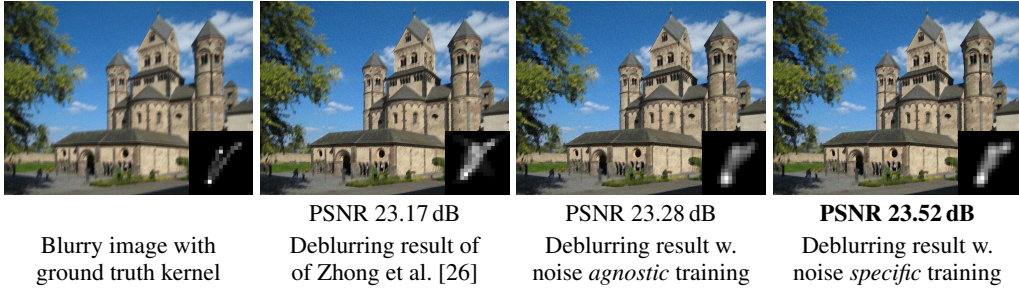 PSNR 23.17 dB
PSNR 23.28 dB
PSNR 23.52 dB
Blurry image with
ground truth kernel
Deblurring result of
of Zhong et al. [26]
Deblurring result w.
noise agnostic training
Deblurring result w.
noise specific training